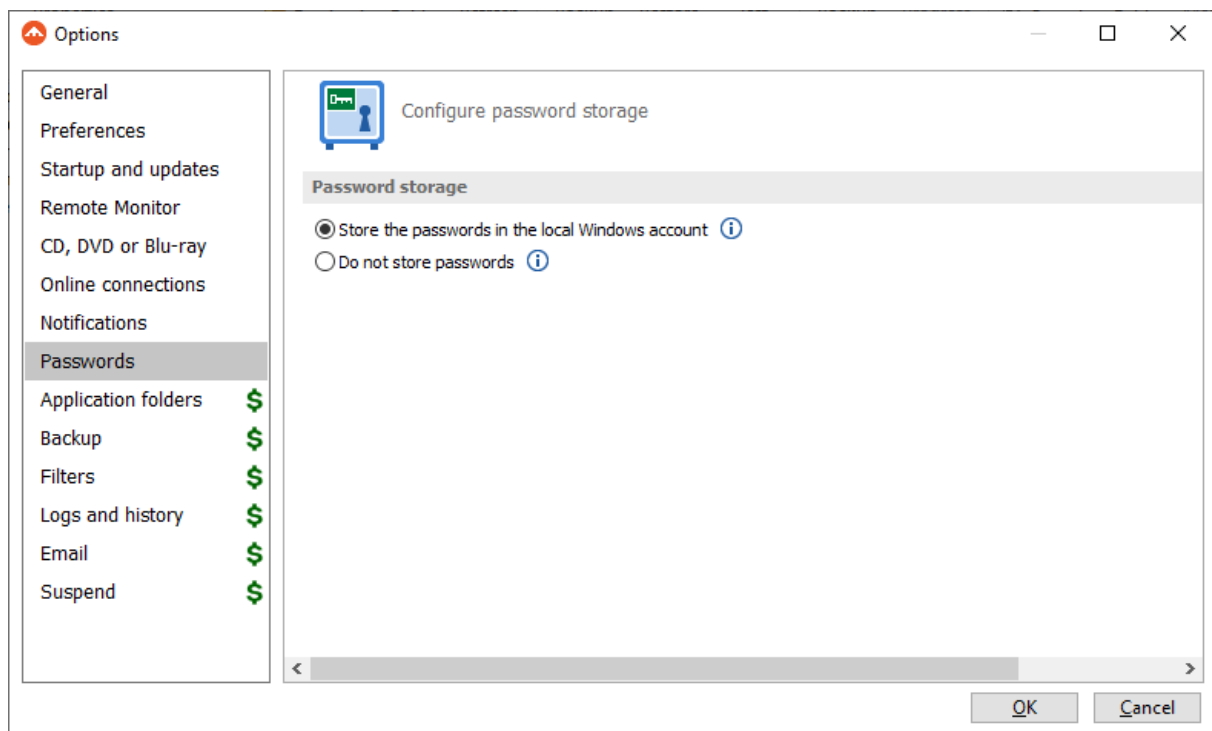 Options
General
Preferences
Startup and updates
Remote Monitor
CD, DVD or Blu-ray
Online connections
Notifications
Passwords
Application folders $
Backup $
Filters $
Logs and history $
Email $
Suspend $
Configure password storage
Password storage
Store the passwords in the local Windows account
Do not store passwords
OK
Cancel